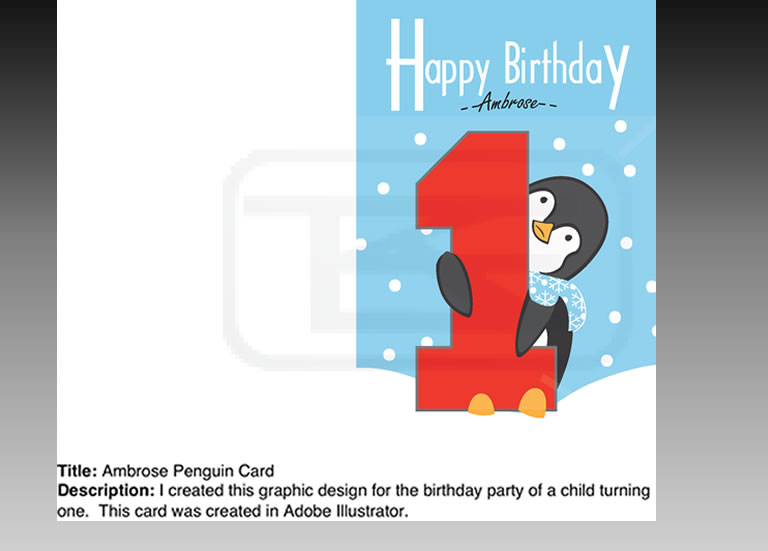 Happy Birthday
--Ambrose--
1
Title: Ambrose Penguin Card
Description: I created this graphic design for the birthday party of a child turning
one.  This card was created in Adobe Illustrator.